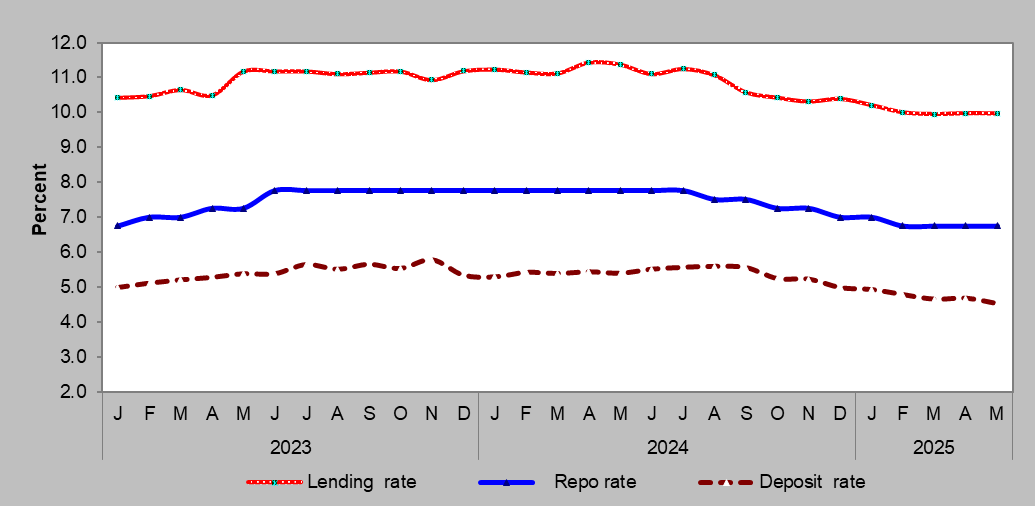 12.0
11.0
10.0
9.0
8.0
7.0
6.0
5.0
4.0
3.0
2.0
Percent
J F M A M J J A S O N D J F M A M J J A S O N D J F M A M
2023 2024 2025
Lending rate Repo rate Deposit rate